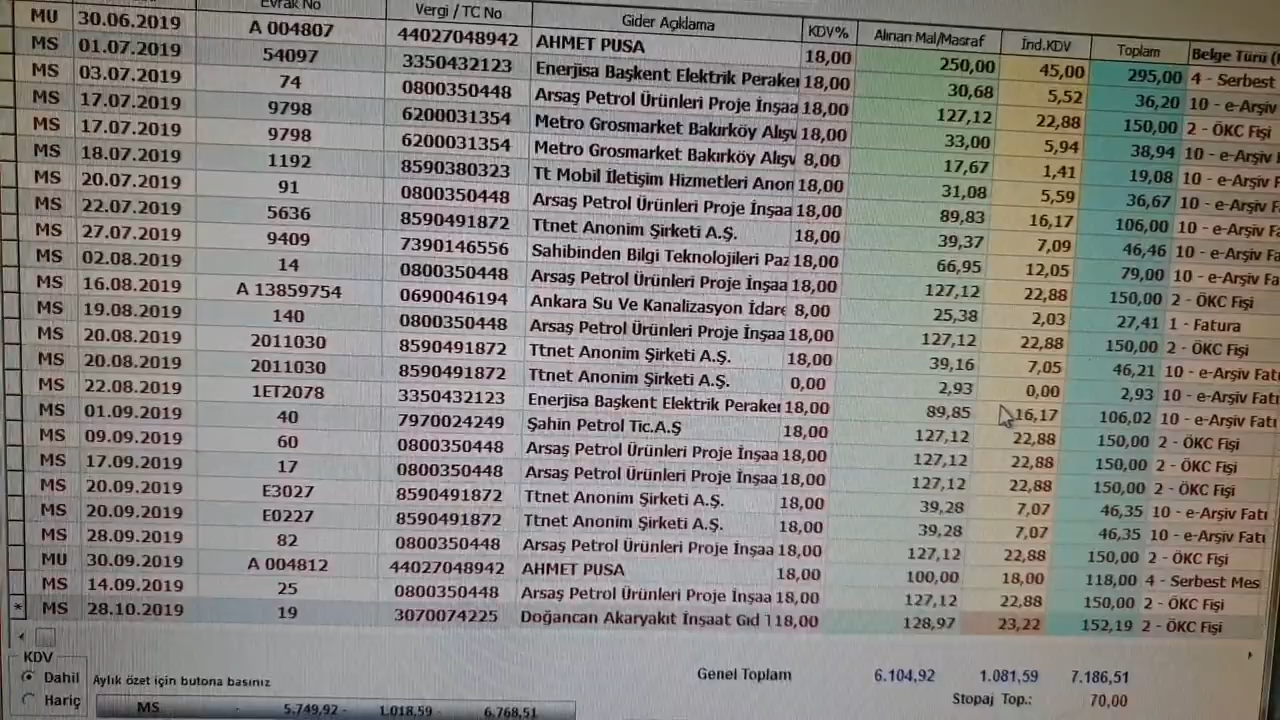 Evrak No Vergi / TC No Gider Açıklama KDV% Alınan Mal/Masraf İnd.KDV Toplam Belge Türü (
MU 30.06.2019 A 004807 44027048942 AHMET PUSA 18,00 250,00 45,00 295,00 4 - Serbest
MS 01.07.2019 54097 3350432123 Enerjisa Başkent Elektrik Peraker 18,00 30,68 5,52 36,20 10 - e-Arşiv
MS 03.07.2019 74 0800350448 Arsaş Petrol Ürünleri Proje İnşaa 18,00 127,12 22,88 150,00 2 - ÖKC Fişi
MS 17.07.2019 9798 6200031354 Metro Grosmarket Bakırköy Alışv 18,00 33,00 5,94 38,94 10 - e-Arşiv
MS 17.07.2019 9798 6200031354 Metro Grosmarket Bakırköy Alışv 8,00 17,67 1,41 19,08 10 - e-Arşiv F
MS 18.07.2019 1192 8590380323 Tt Mobil İletişim Hizmetleri Anon 18,00 31,08 5,59 36,67 10 - e-Arşiv F
MS 20.07.2019 91 0800350448 Arsaş Petrol Ürünleri Proje İnşaa 18,00 89,83 16,17 106,00 10 - e-Arşiv Fa
MS 22.07.2019 5636 8590491872 Ttnet Anonim Şirketi A.Ş. 18,00 39,37 7,09 46,46 10 - e-Arşiv Fa
MS 27.07.2019 9409 7390146556 Sahibinden Bilgi Teknolojileri Paz 18,00 66,95 12,05 79,00 10 - e-Arşiv Fa
MS 02.08.2019 14 0800350448 Arsaş Petrol Ürünleri Proje İnşaa 18,00 127,12 22,88 150,00 2 - ÖKC Fişi
MS 16.08.2019 A 13859754 0690046194 Ankara Su Ve Kanalizasyon İdare 8,00 25,38 2,03 27,41 1 - Fatura
MS 19.08.2019 140 0800350448 Arsaş Petrol Ürünleri Proje İnşaa 18,00 127,12 22,88 150,00 2 - ÖKC Fişi
MS 20.08.2019 2011030 8590491872 Ttnet Anonim Şirketi A.Ş. 18,00 39,16 7,05 46,21 10 - e-Arşiv Fatı
MS 20.08.2019 2011030 8590491872 Ttnet Anonim Şirketi A.Ş. 0,00 2,93 0,00 2,93 10 - e-Arşiv Fatı
MS 22.08.2019 1ET2078 3350432123 Enerjisa Başkent Elektrik Peraker 18,00 89,85 16,17 106,02 10 - e-Arşiv Fatı
MS 01.09.2019 40 7970024249 Şahin Petrol Tic.A.Ş 18,00 127,12 22,88 150,00 2 - ÖKC Fişi
MS 09.09.2019 60 0800350448 Arsaş Petrol Ürünleri Proje İnşaa 18,00 127,12 22,88 150,00 2 - ÖKC Fişi
MS 17.09.2019 17 0800350448 Arsaş Petrol Ürünleri Proje İnşaa 18,00 127,12 22,88 150,00 2 - ÖKC Fişi
MS 20.09.2019 E3027 8590491872 Ttnet Anonim Şirketi A.Ş. 18,00 39,28 7,07 46,35 10 - e-Arşiv Fatı
MS 20.09.2019 E0227 8590491872 Ttnet Anonim Şirketi A.Ş. 18,00 39,28 7,07 46,35 10 - e-Arşiv Fatı
MS 28.09.2019 82 0800350448 Arsaş Petrol Ürünleri Proje İnşaa 18,00 127,12 22,88 150,00 2 - ÖKC Fişi
MU 30.09.2019 A 004812 44027048942 AHMET PUSA 18,00 100,00 18,00 118,00 4 - Serbest Mes
MS 14.09.2019 25 0800350448 Arsaş Petrol Ürünleri Proje İnşaa 18,00 127,12 22,88 150,00 2 - ÖKC Fişi
* MS 28.10.2019 19 3070074225 Doğancan Akaryakıt İnşaat Gıd 18,00 128,97 23,22 152,19 2 - ÖKC Fişi
KDV
Dahil Aylık özet için butona basınız Genel Toplam 6.104,92 1.081,59 7.186,51
Hariç Stopaj Top.: 70,00
MS 5.749,92 1.018,59 6.768,51